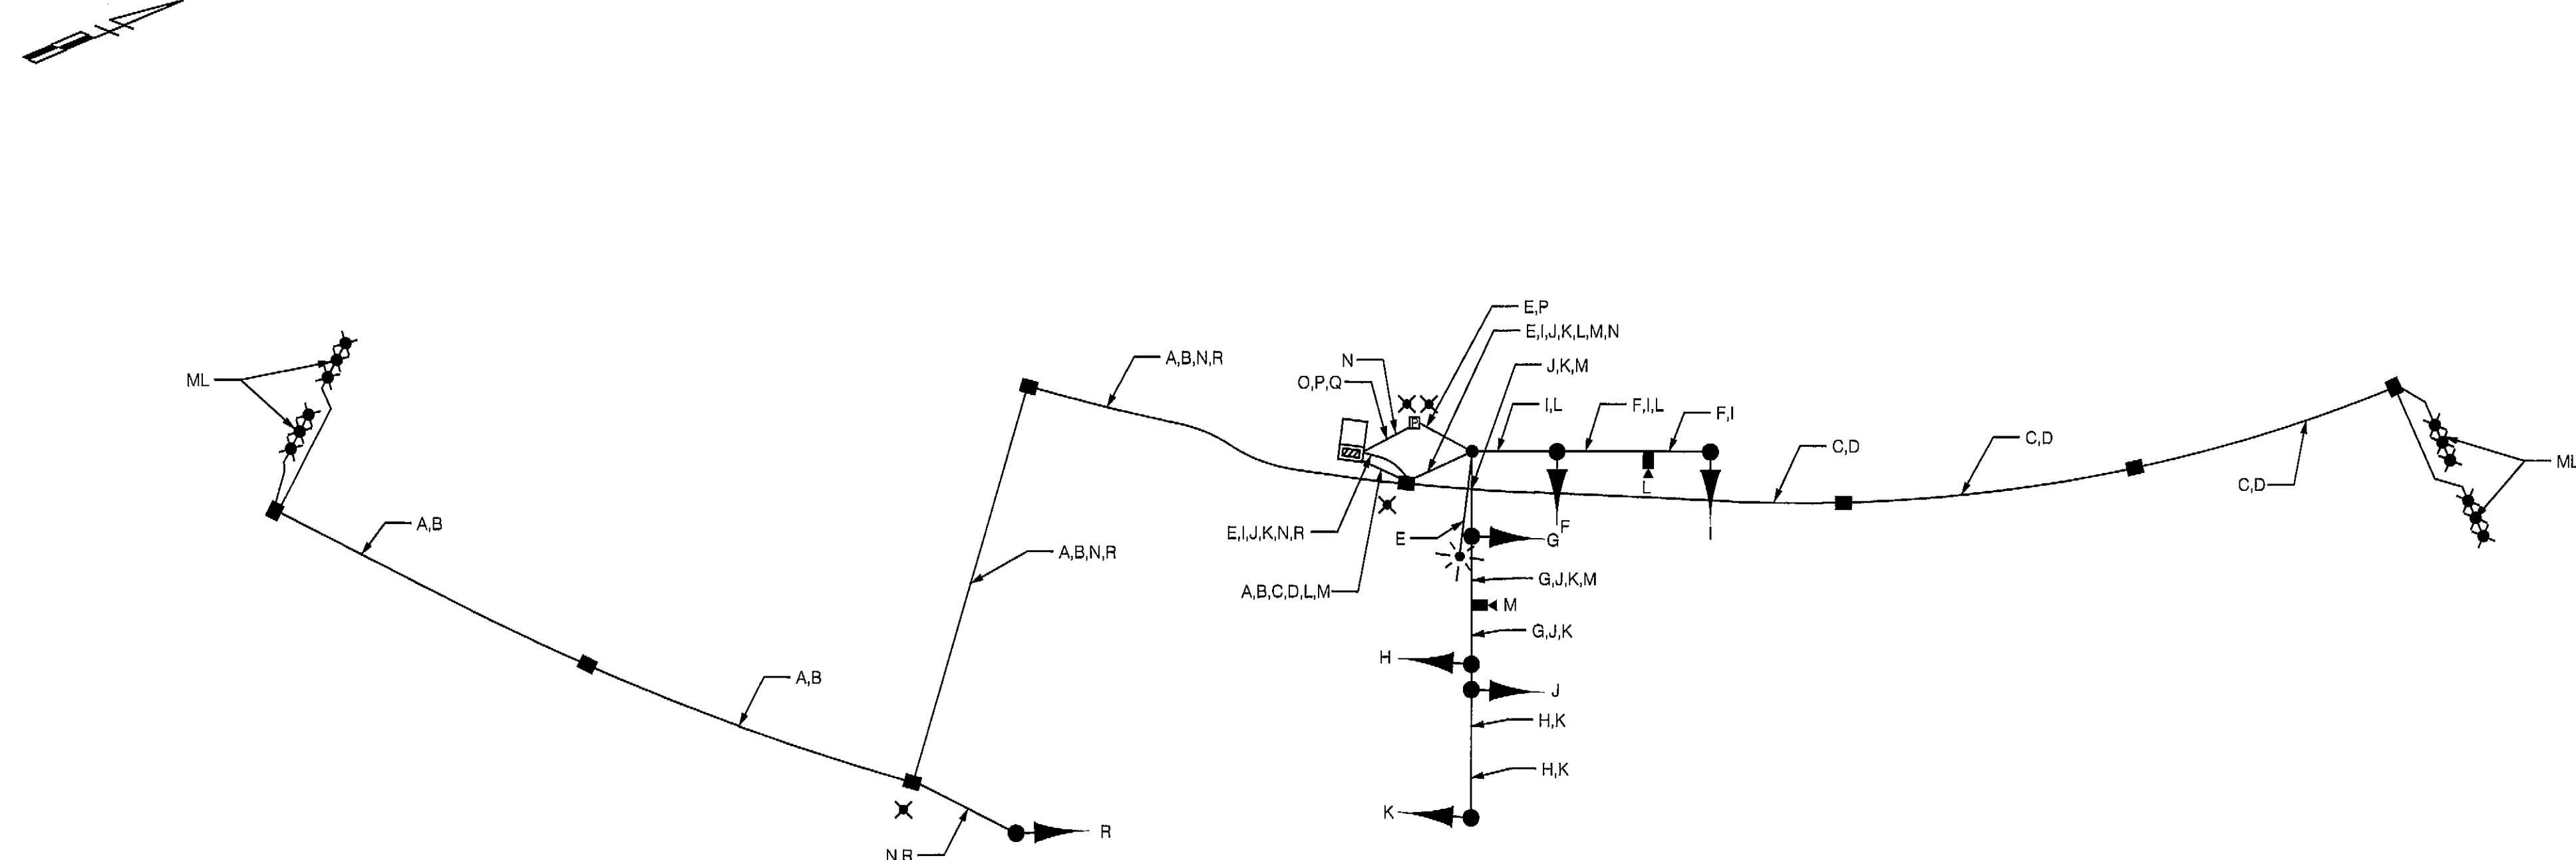 E,P
E,I,J,K,L,M,N
A,B,N,R
N
J,K,M
ML
O,P,Q
I,L
F,I,L
F,I
P
C,D
C,D
ML
C,D
L
A,B
F
E,I,J,K,N,R
E
G
I
A,B,N,R
G,J,K,M
A,B,C,D,L,M
M
G,J,K
H
A,B
J
H,K
H,K
K
R
N,R